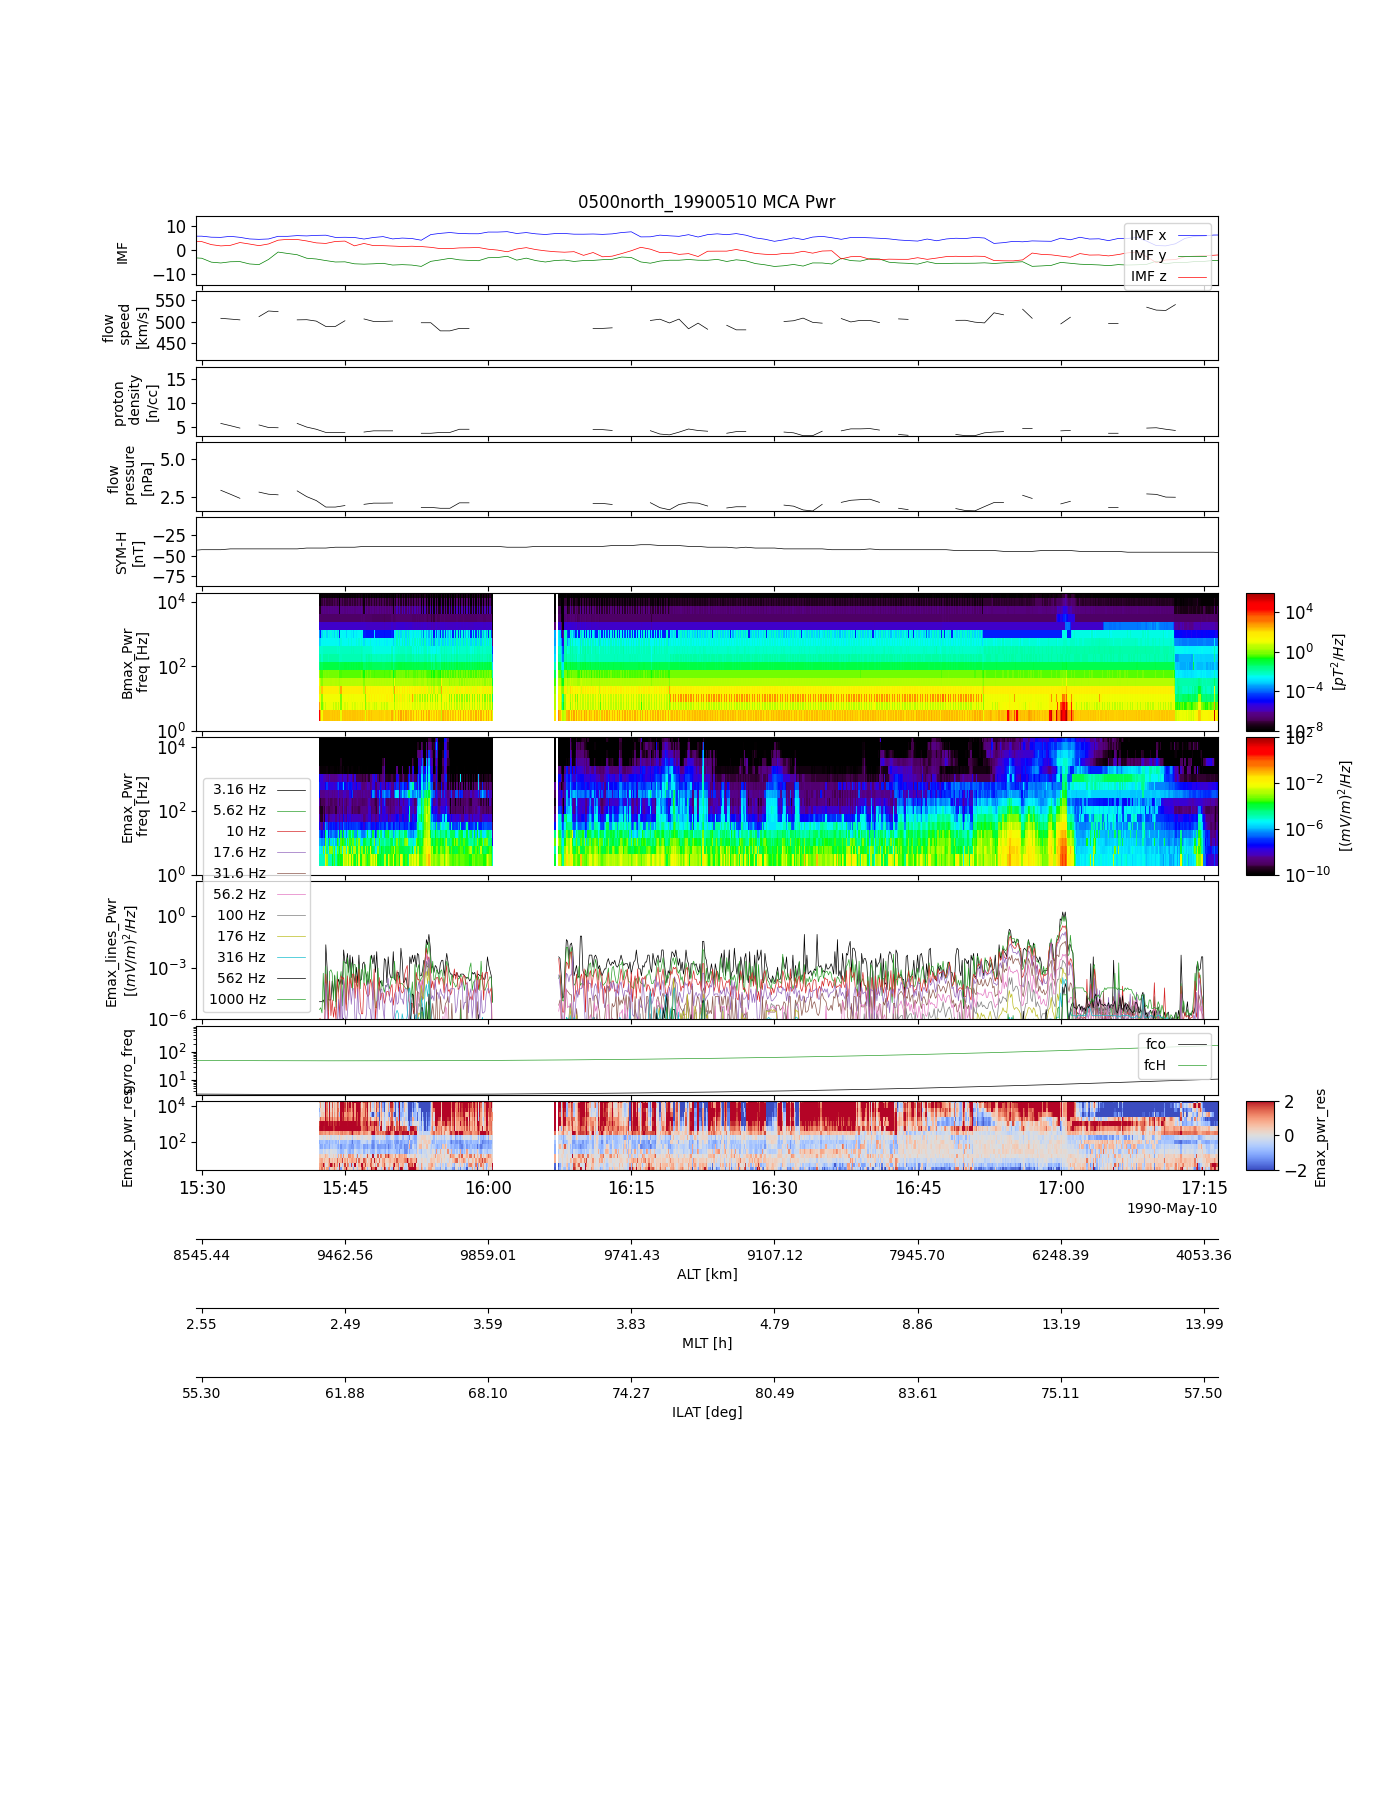 0500north_19900510 MCA Pwr
10
0
−10
IMF
IMF x
IMF y
IMF z
550
500
450
flow
speed
[km/s]
15
10
5
proton
density
[n/cc]
5.0
2.5
flow
pressure
[nPa]
−25
−50
−75
SYM-H
[nT]
10^4
10^2
10^0
Bmax_Pwr
freq [Hz]
10^4
10^0
10^−4
10^−8
[pT^2/Hz]
10^4
10^2
10^0
Emax_Pwr
freq [Hz]
10^2
10^−2
10^−6
10^−10
[(mV/m)^2/Hz]
3.16 Hz
5.62 Hz
10 Hz
17.6 Hz
31.6 Hz
56.2 Hz
100 Hz
176 Hz
316 Hz
562 Hz
1000 Hz
10^0
10^−3
10^−6
Emax_lines_Pwr
[(mV/m)^2/Hz]
10^2
10^1
gyro_freq
fco
fcH
10^4
10^2
Emax_pwr_res
2
0
−2
Emax_pwr_res
15:30 15:45 16:00 16:15 16:30 16:45 17:00 17:15
1990-May-10
8545.44 9462.56 9859.01 9741.43 9107.12 7945.70 6248.39 4053.36
ALT [km]
2.55 2.49 3.59 3.83 4.79 8.86 13.19 13.99
MLT [h]
55.30 61.88 68.10 74.27 80.49 83.61 75.11 57.50
ILAT [deg]